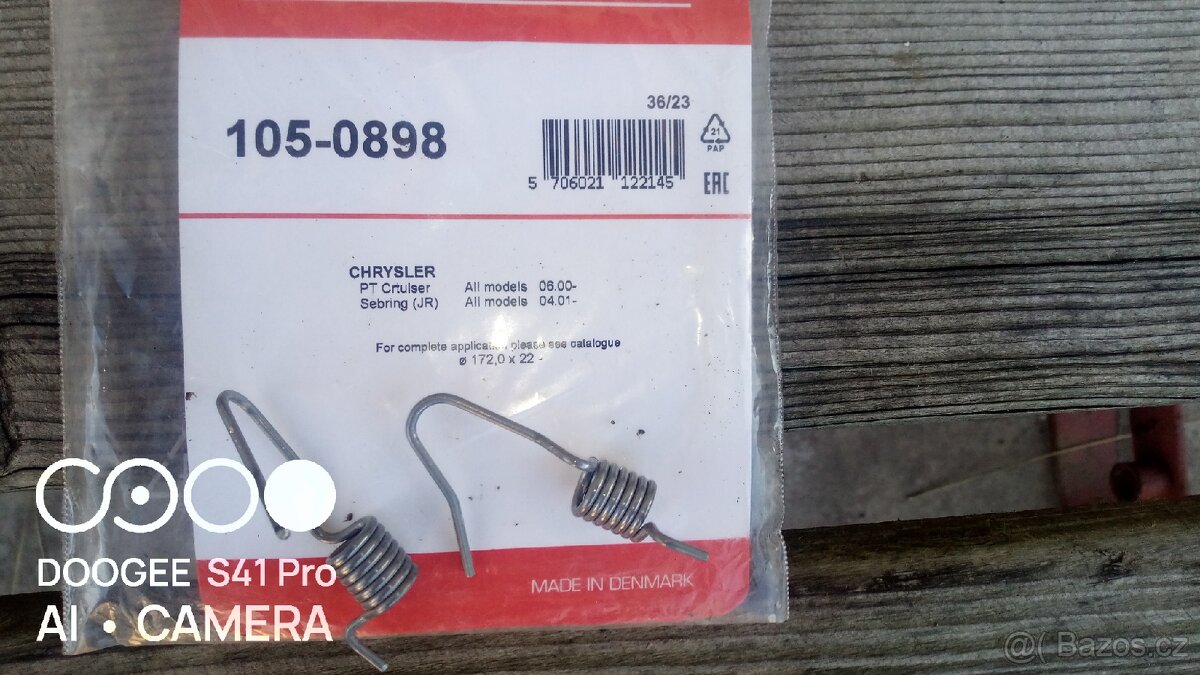 36/23
105-0898
21
PAP
5 706021 122145
EAC
CHRYSLER
PT Crtuiser All models 06.00-
Sebring (JR) All models 04.01-
For complete application please see catalogue
ø 172,0 x 22 -
DOOGEE S41 Pro
AI • CAMERA
MADE IN DENMARK
@( Bazos.cz